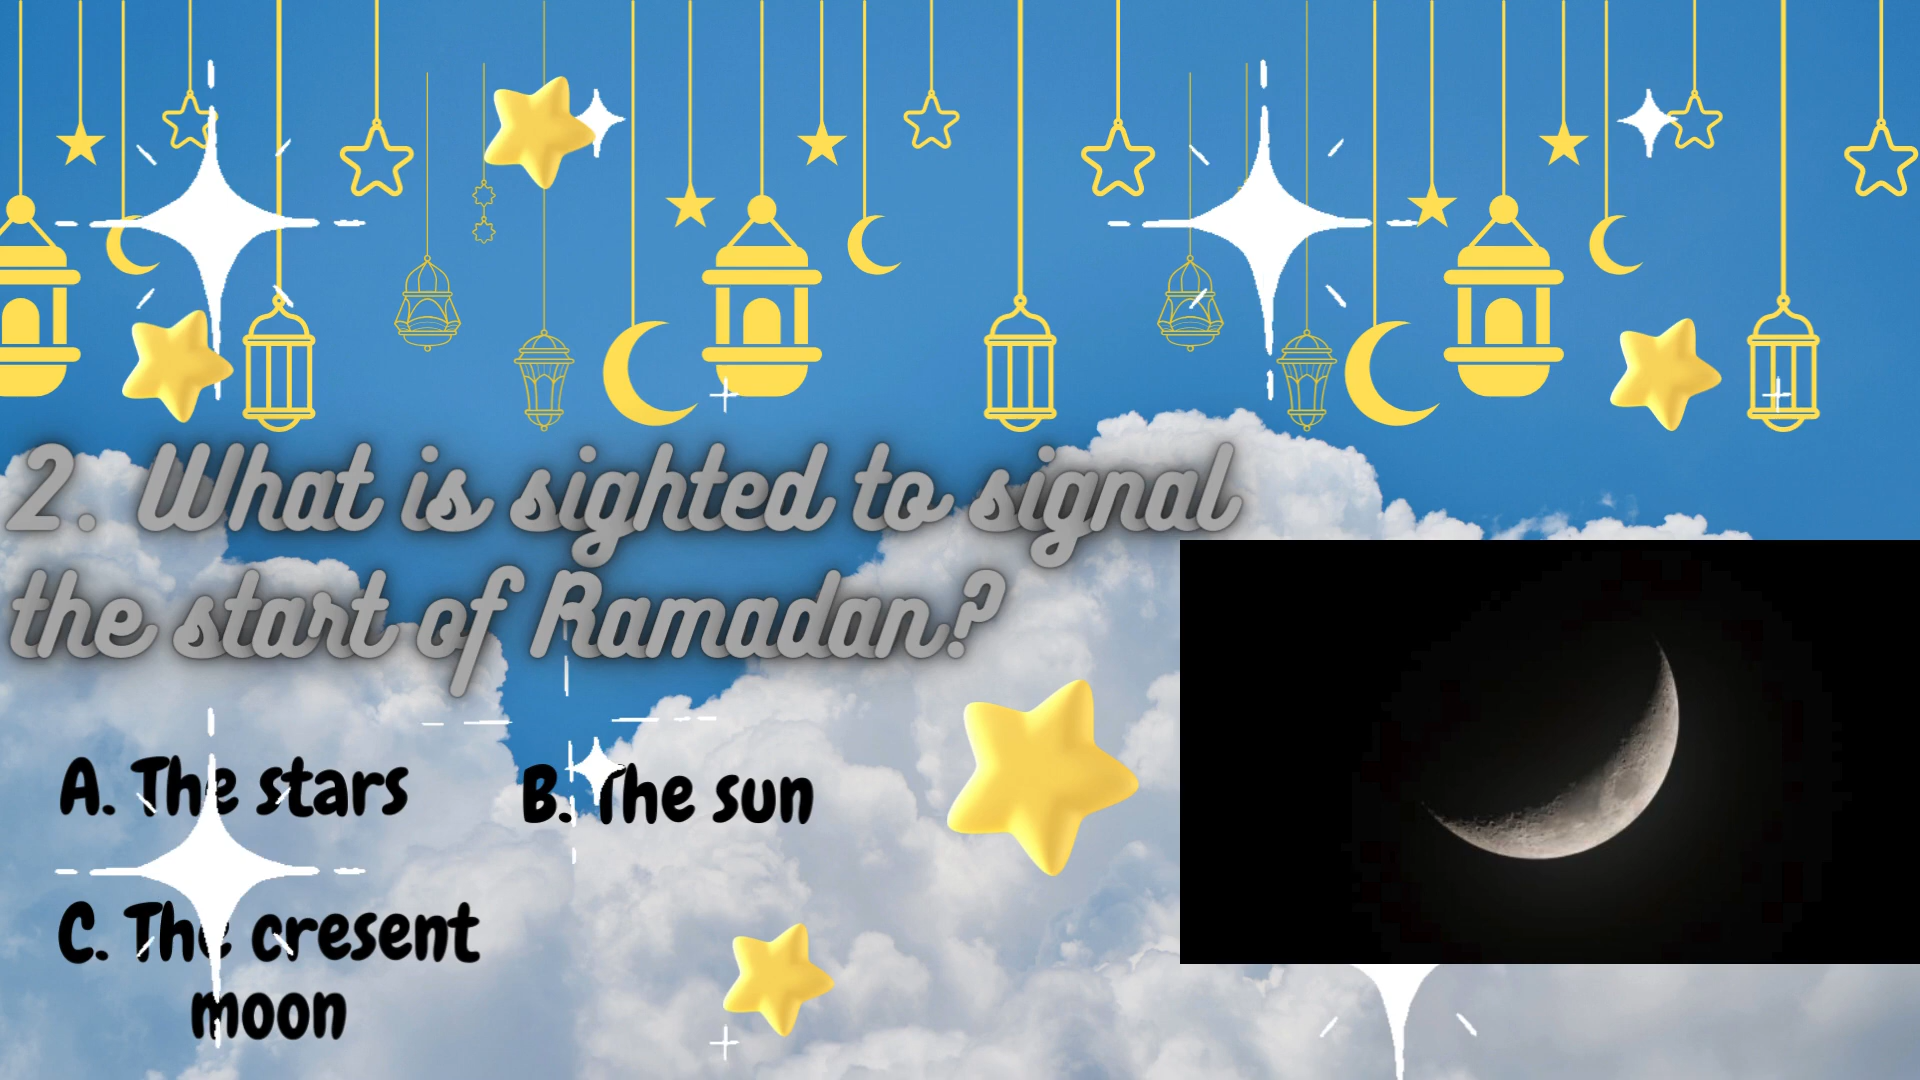 2. What is sighted to signal
the start of Ramadan?
A. The stars
B. The sun
C. The cresent
moon